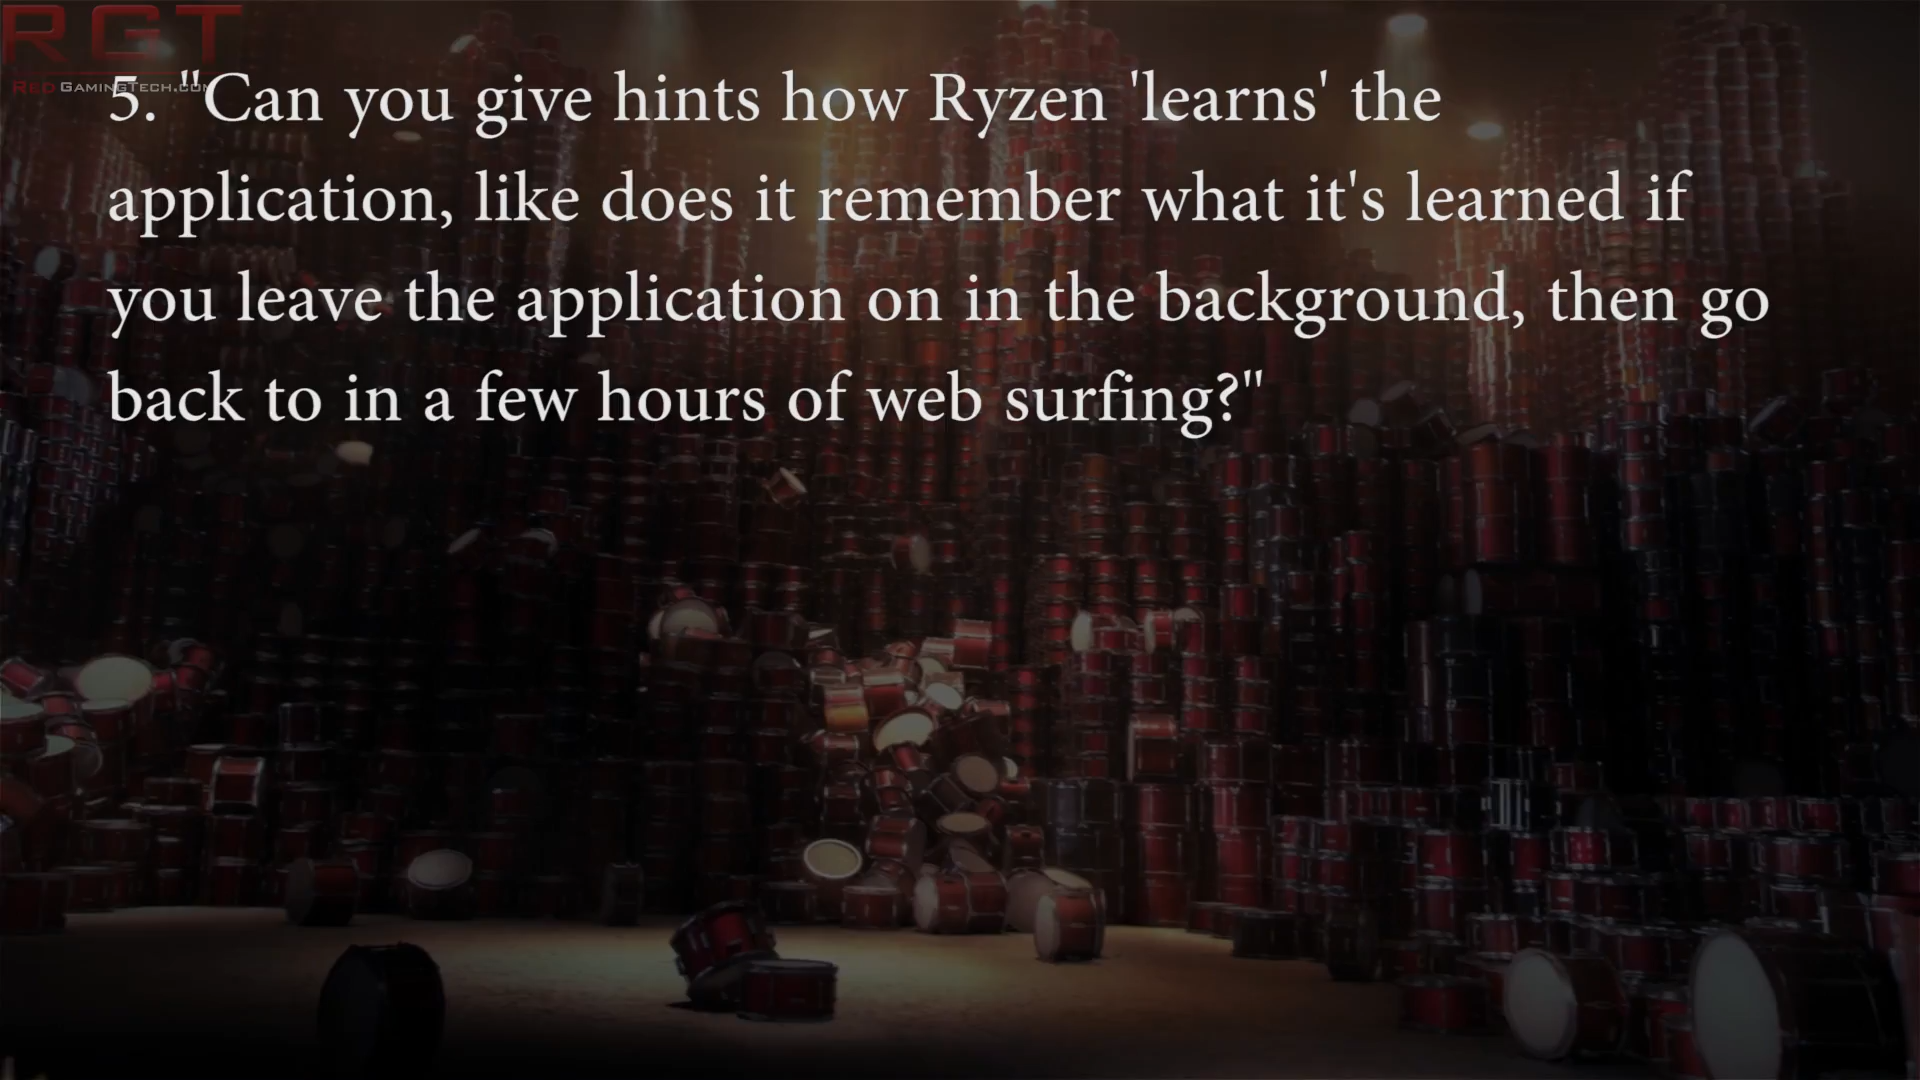 RGT
REDGAMINGTECH.COM
5. "Can you give hints how Ryzen 'learns' the
application, like does it remember what it's learned if
you leave the application on in the background, then go
back to in a few hours of web surfing?"